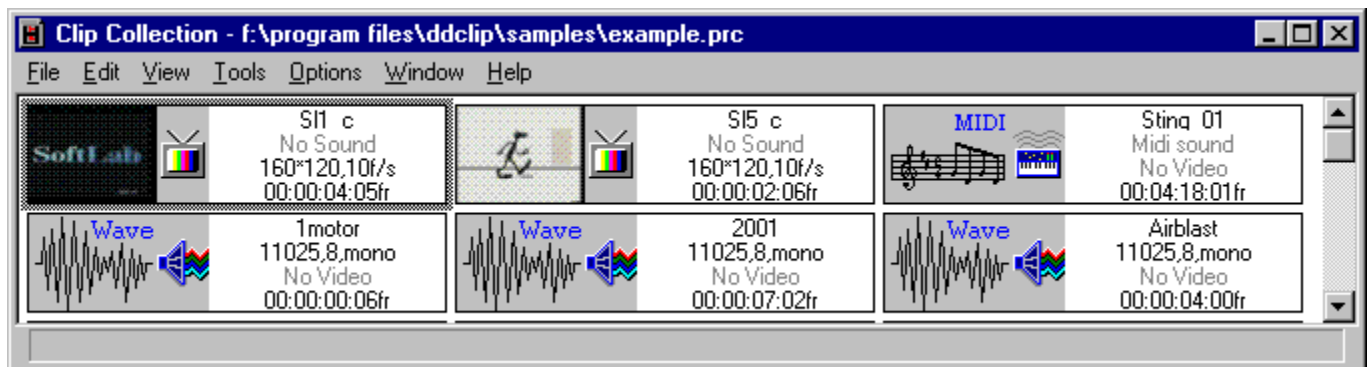 Clip Collection - f:\program files\ddclip\samples\example.prc
File Edit View Tools Options Window Help
SoftLab
SI1 c
No Sound
160*120,10f/s
00:00:04:05fr
SI5 c
No Sound
160*120,10f/s
00:00:02:06fr
MIDI
Sting 01
Midi sound
No Video
00:04:18:01fr
Wave
1motor
11025,8,mono
No Video
00:00:00:06fr
Wave
2001
11025,8,mono
No Video
00:00:07:02fr
Wave
Airblast
11025,8,mono
No Video
00:00:04:00fr